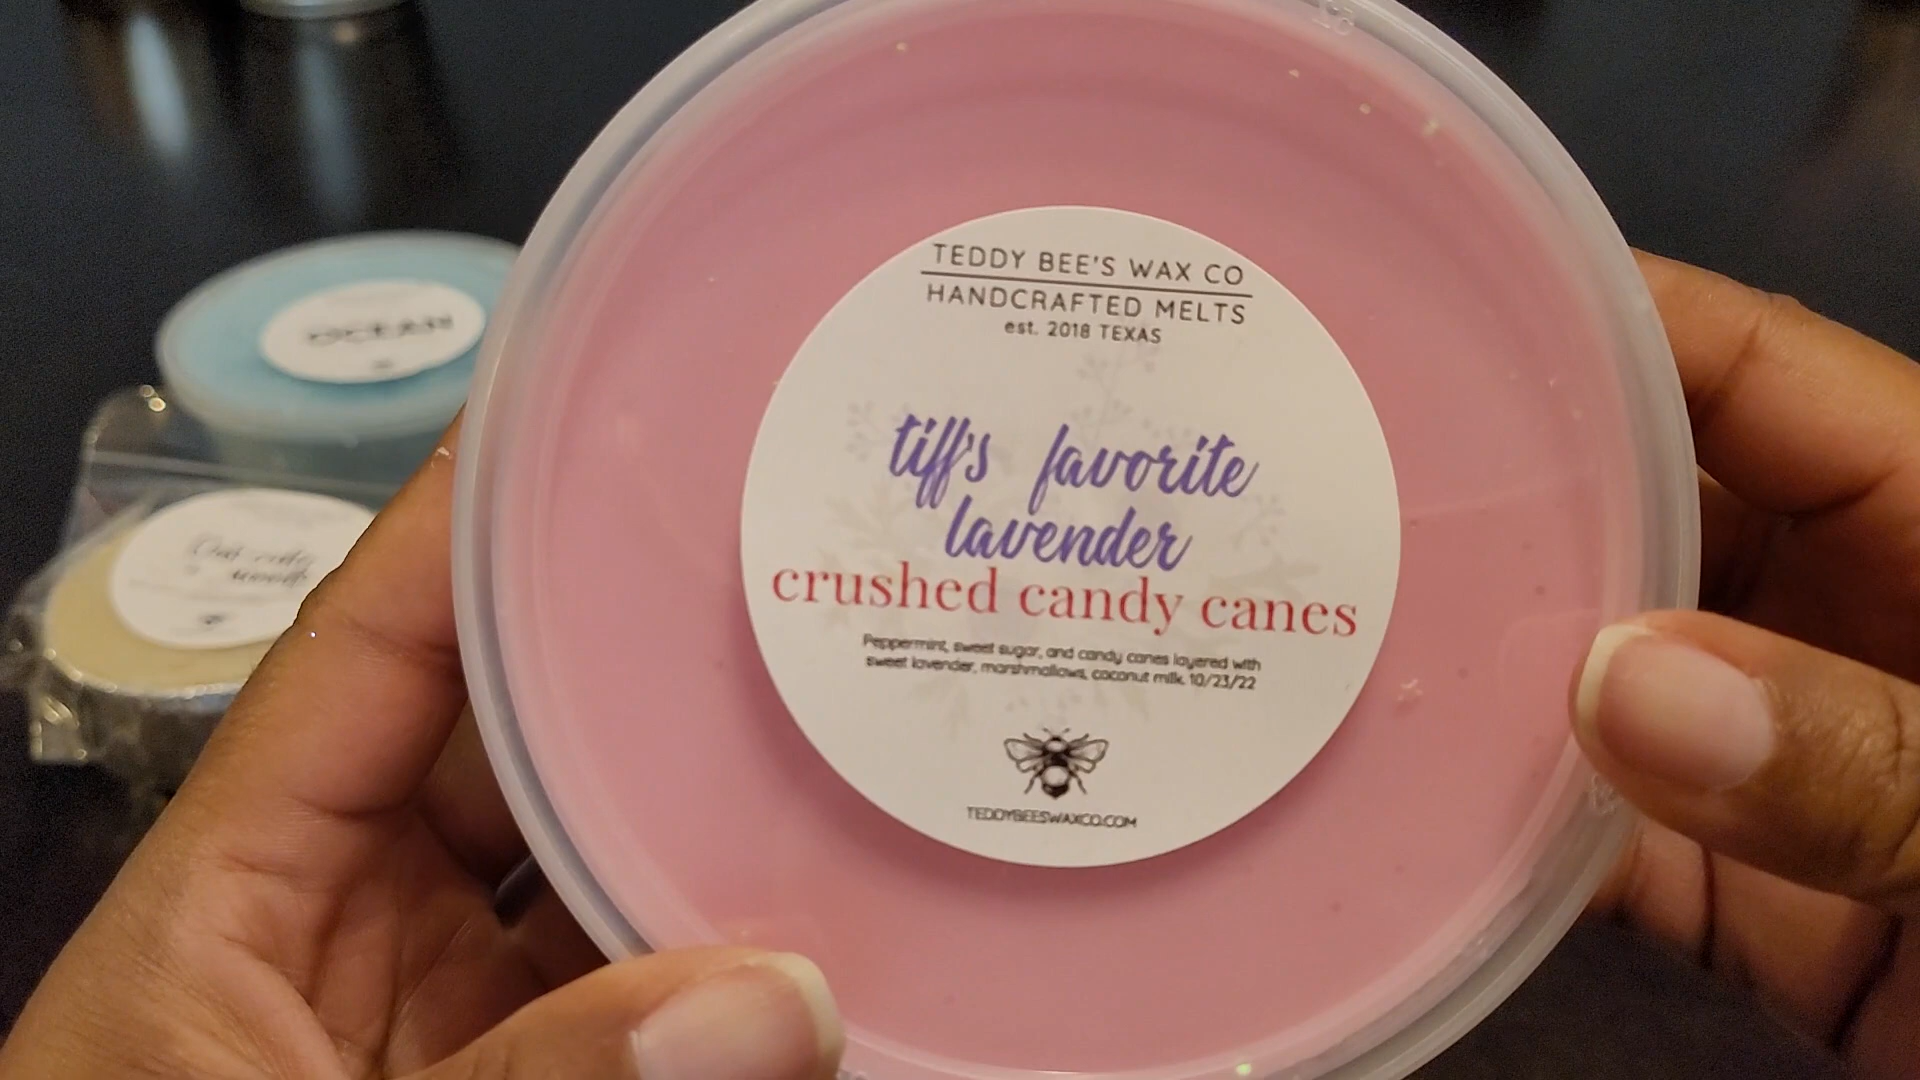 TEDDY BEE'S WAX CO
HANDCRAFTED MELTS
est. 2018 TEXAS
tiff's favorite
lavender
crushed candy canes
Peppermint, sweet sugar, and candy canes layered with
sweet lavender, marshmallows, coconut milk. 10/23/22
TEDDYBEESWAXCO.COM
OCEAN